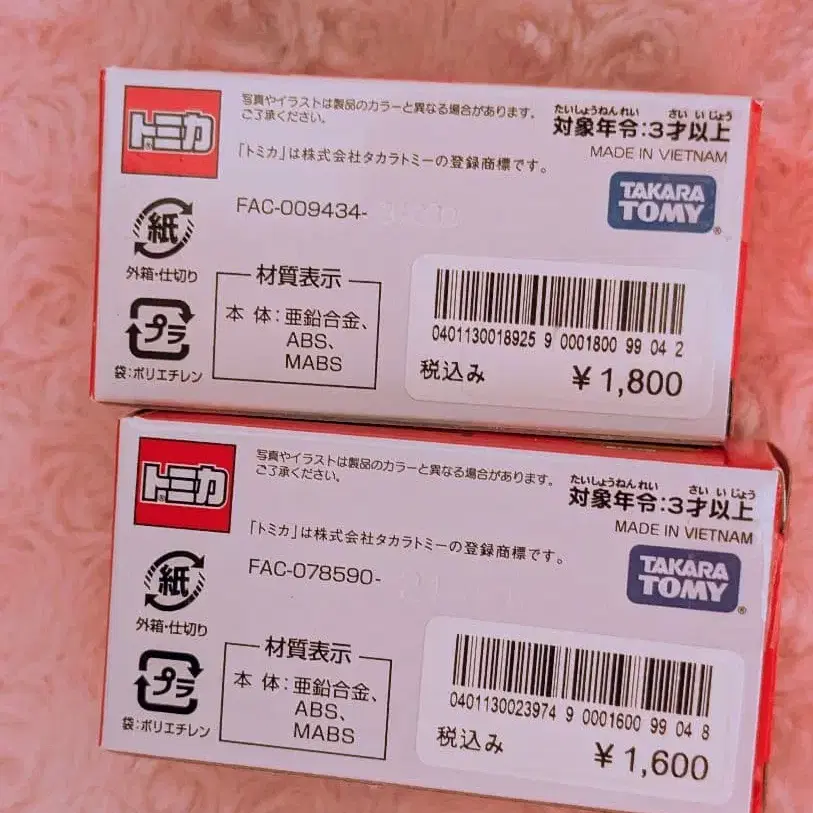 トミカ
写真やイラストは製品のカラーと異なる場合があります。
ご了承ください。
「トミカ」は株式会社タカラトミーの登録商標です。
たいしょうねんれい さい いじょう
対象年令:3才以上
MADE IN VIETNAM
TAKARA
TOMY
FAC-009434-
紙
外箱・仕切り
プラ
袋:ポリエチレン
材質表示
本 体:亜鉛合金、
ABS、
MABS
0401130018925 9 0001800 99 04 2
税込み ¥1,800
トミカ
写真やイラストは製品のカラーと異なる場合があります。
ご了承ください。
「トミカ」は株式会社タカラトミーの登録商標です。
たいしょうねんれい さい いじょう
対象年令:3才以上
MADE IN VIETNAM
TAKARA
TOMY
FAC-078590-
紙
外箱・仕切り
プラ
袋:ポリエチレン
材質表示
本 体:亜鉛合金、
ABS、
MABS
0401130023974 9 0001600 99 04 8
税込み ¥1,600